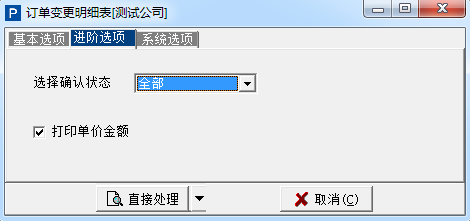 P 订单变更明细表[测试公司]
基本选项 进阶选项 系统选项
选择确认状态 全部
打印单价金额
直接处理 取消(C)